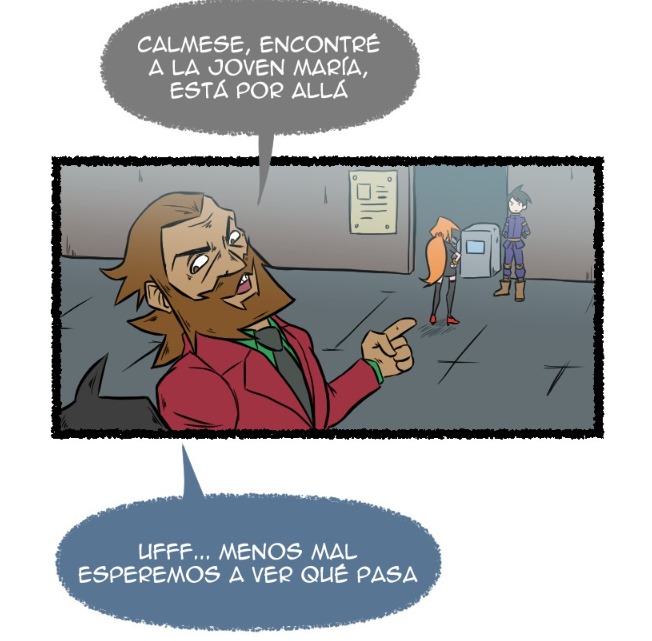 CALMESE, ENCONTRÉ
A LA JOVEN MARÍA,
ESTÁ POR ALLÁ
UFFF... MENOS MAL
ESPEREMOS A VER QUÉ PASA